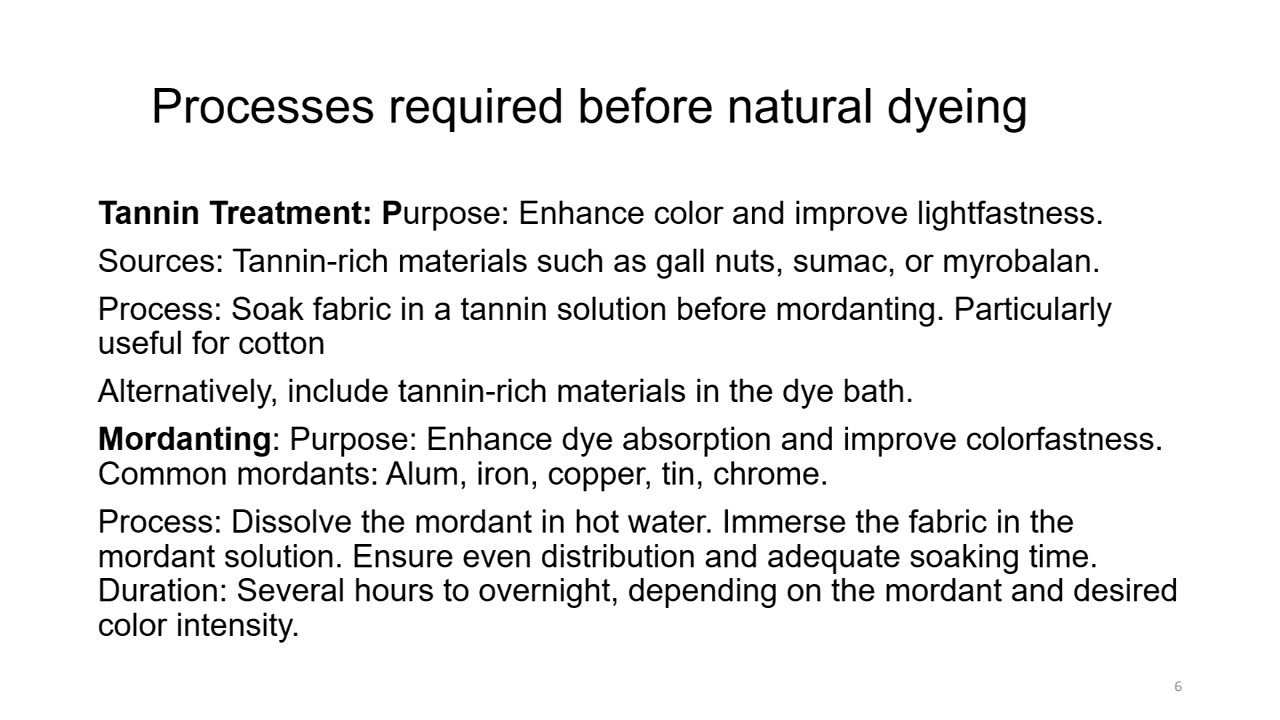 Processes required before natural dyeing
Tannin Treatment: Purpose: Enhance color and improve lightfastness.
Sources: Tannin-rich materials such as gall nuts, sumac, or myrobalan.
Process: Soak fabric in a tannin solution before mordanting. Particularly
useful for cotton
Alternatively, include tannin-rich materials in the dye bath.
Mordanting: Purpose: Enhance dye absorption and improve colorfastness.
Common mordants: Alum, iron, copper, tin, chrome.
Process: Dissolve the mordant in hot water. Immerse the fabric in the
mordant solution. Ensure even distribution and adequate soaking time.
Duration: Several hours to overnight, depending on the mordant and desired
color intensity.
6